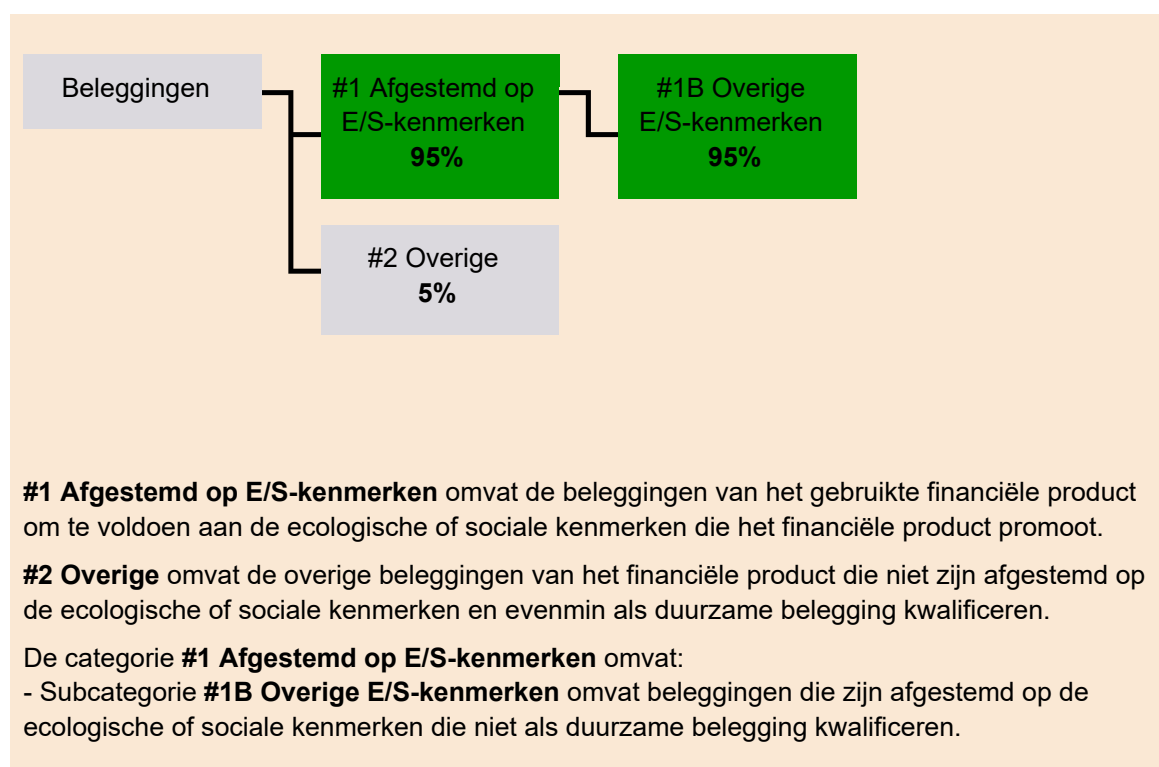 Beleggingen
#1 Afgestemd op
E/S-kenmerken
95%
#1B Overige
E/S-kenmerken
95%
#2 Overige
5%
#1 Afgestemd op E/S-kenmerken omvat de beleggingen van het gebruikte financiële product
om te voldoen aan de ecologische of sociale kenmerken die het financiële product promoot.
#2 Overige omvat de overige beleggingen van het financiële product die niet zijn afgestemd op
de ecologische of sociale kenmerken en evenmin als duurzame belegging kwalificeren.
De categorie #1 Afgestemd op E/S-kenmerken omvat:
- Subcategorie #1B Overige E/S-kenmerken omvat beleggingen die zijn afgestemd op de
ecologische of sociale kenmerken die niet als duurzame belegging kwalificeren.